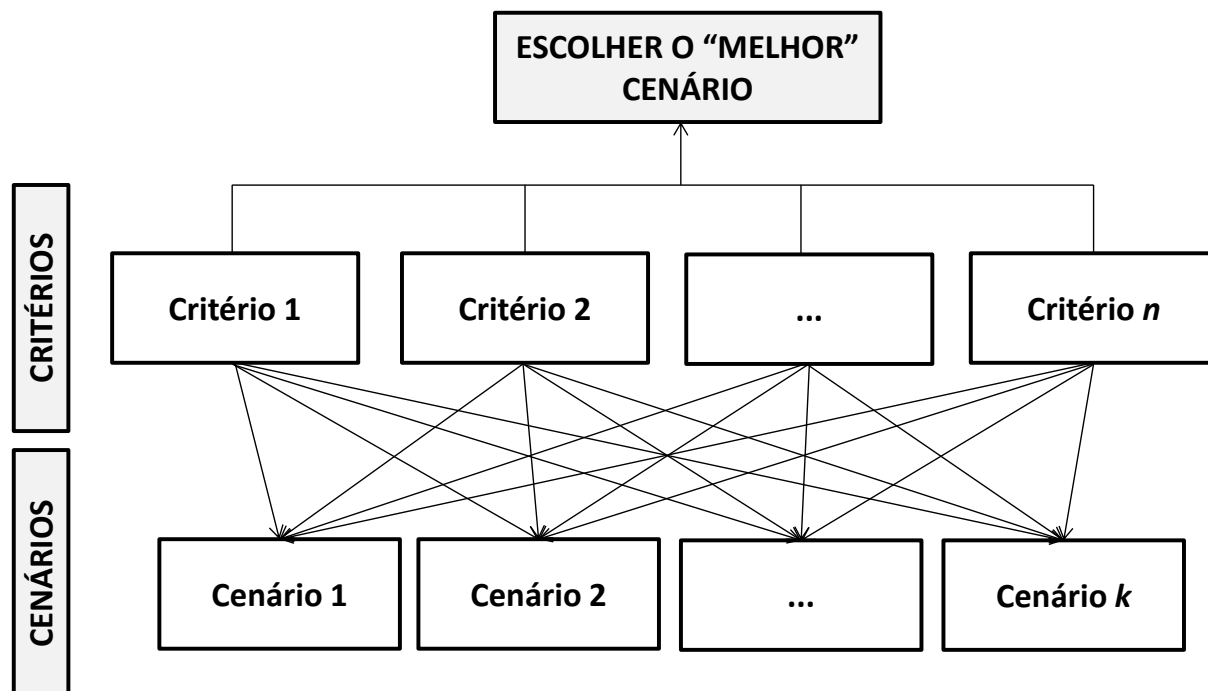 ESCOLHER O “MELHOR”
CENÁRIO
CRITÉRIOS
Critério 1
Critério 2
...
Critério n
CENÁRIOS
Cenário 1
Cenário 2
...
Cenário k